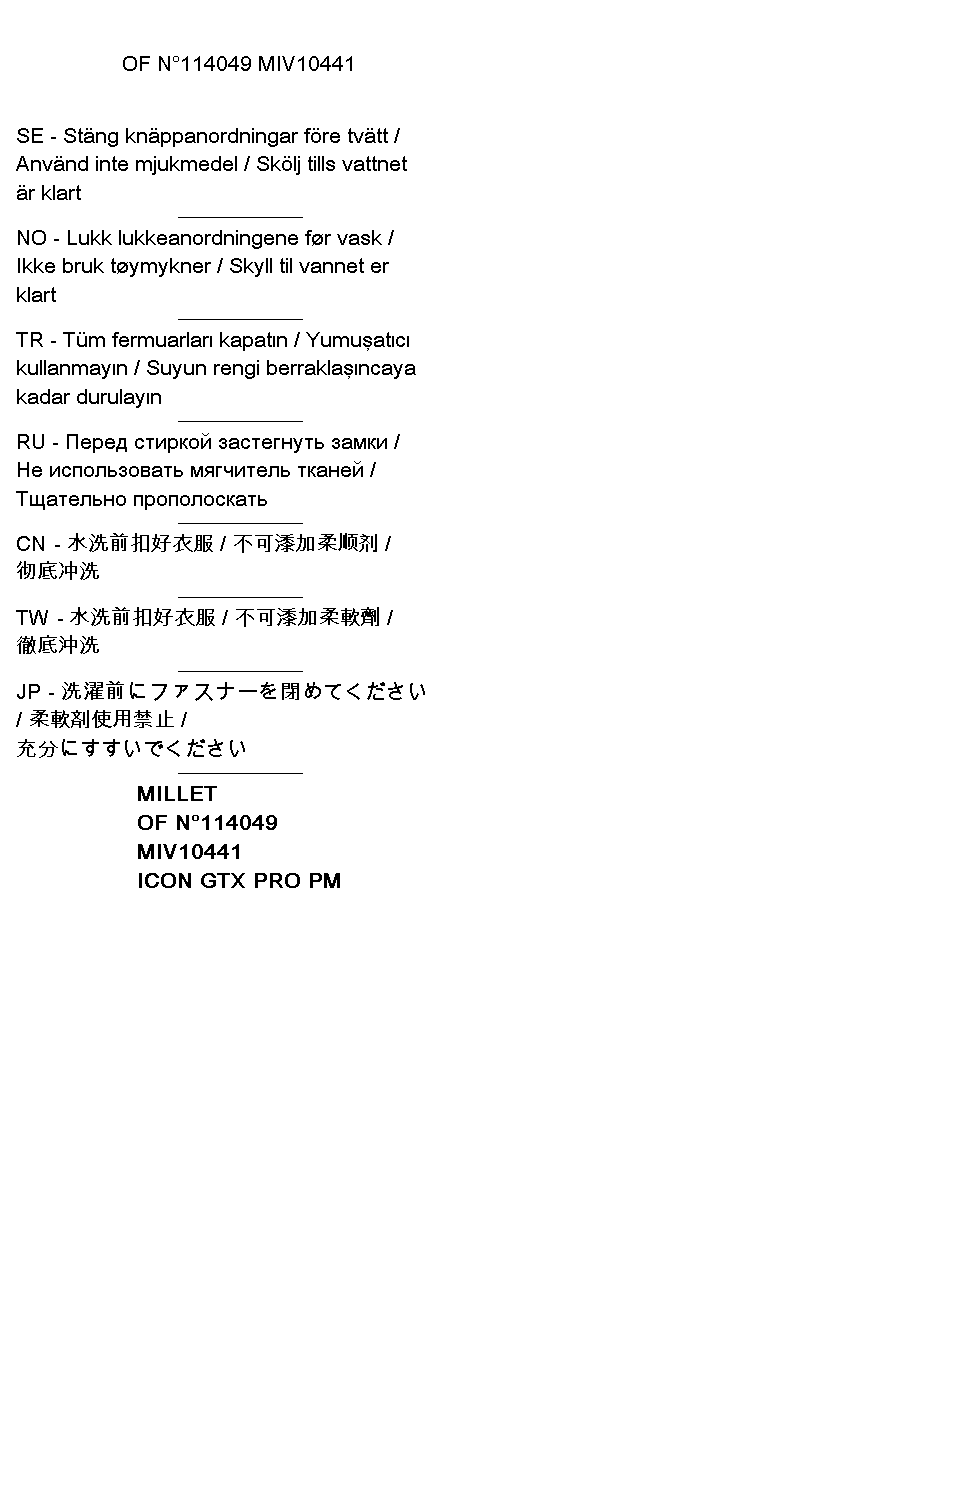 OF N°114049 MIV10441
SE - Stäng knäppanordningar före tvätt /
Använd inte mjukmedel / Skölj tills vattnet
är klart
NO - Lukk lukkeanordningene før vask /
Ikke bruk tøymykner / Skyll til vannet er
klart
TR - Tüm fermuarları kapatın / Yumuşatıcı
kullanmayın / Suyun rengi berraklaşıncaya
kadar durulayın
RU - Перед стиркой застегнуть замки /
Не использовать мягчитель тканей /
Тщательно прополоскать
CN - 水洗前扣好衣服 / 不可漆加柔顺剂 /
彻底冲洗
TW - 水洗前扣好衣服 / 不可漆加柔軟劑 /
徹底沖洗
JP - 洗濯前にファスナーを閉めてください
/ 柔軟剤使用禁止 /
充分にすすいでください
MILLET
OF N°114049
MIV10441
ICON GTX PRO PM